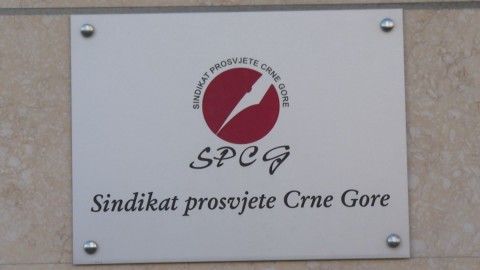 SINDIKAT PROSVJETE CRNE GORE
SPCG
Sindikat prosvjete Crne Gore